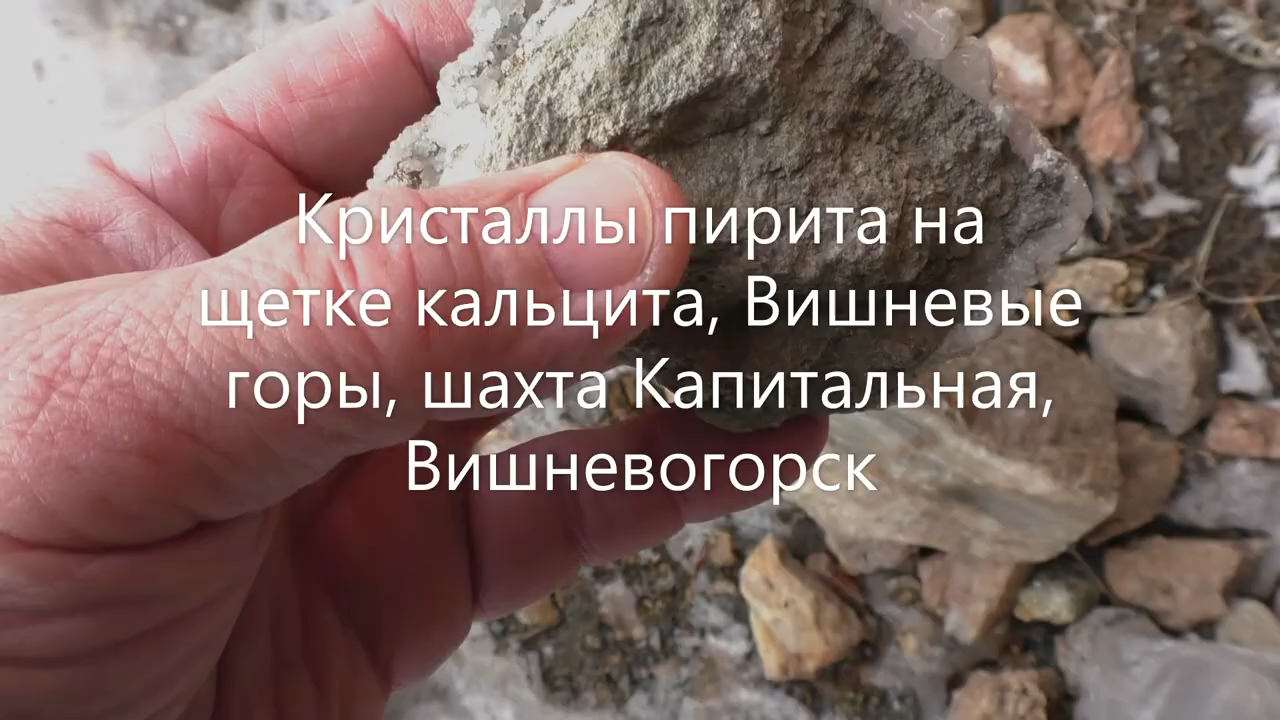 Кристаллы пирита на
щетке кальцита, Вишневые
горы, шахта Капитальная,
Вишневогорск